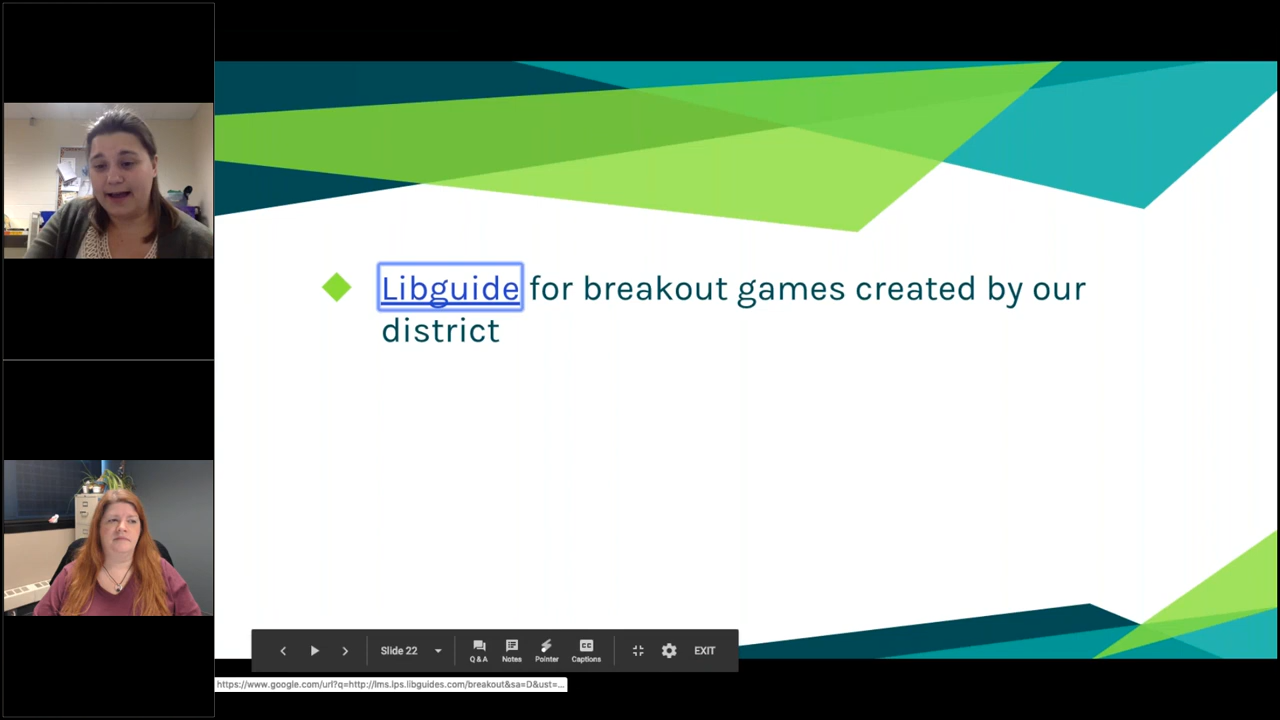 Libguide for breakout games created by our
district
Slide 22
Q & A
Notes
Pointer
Captions
EXIT
https://www.google.com/url?q=http://lms.lps.libguides.com/breakout&sa=D&ust=...